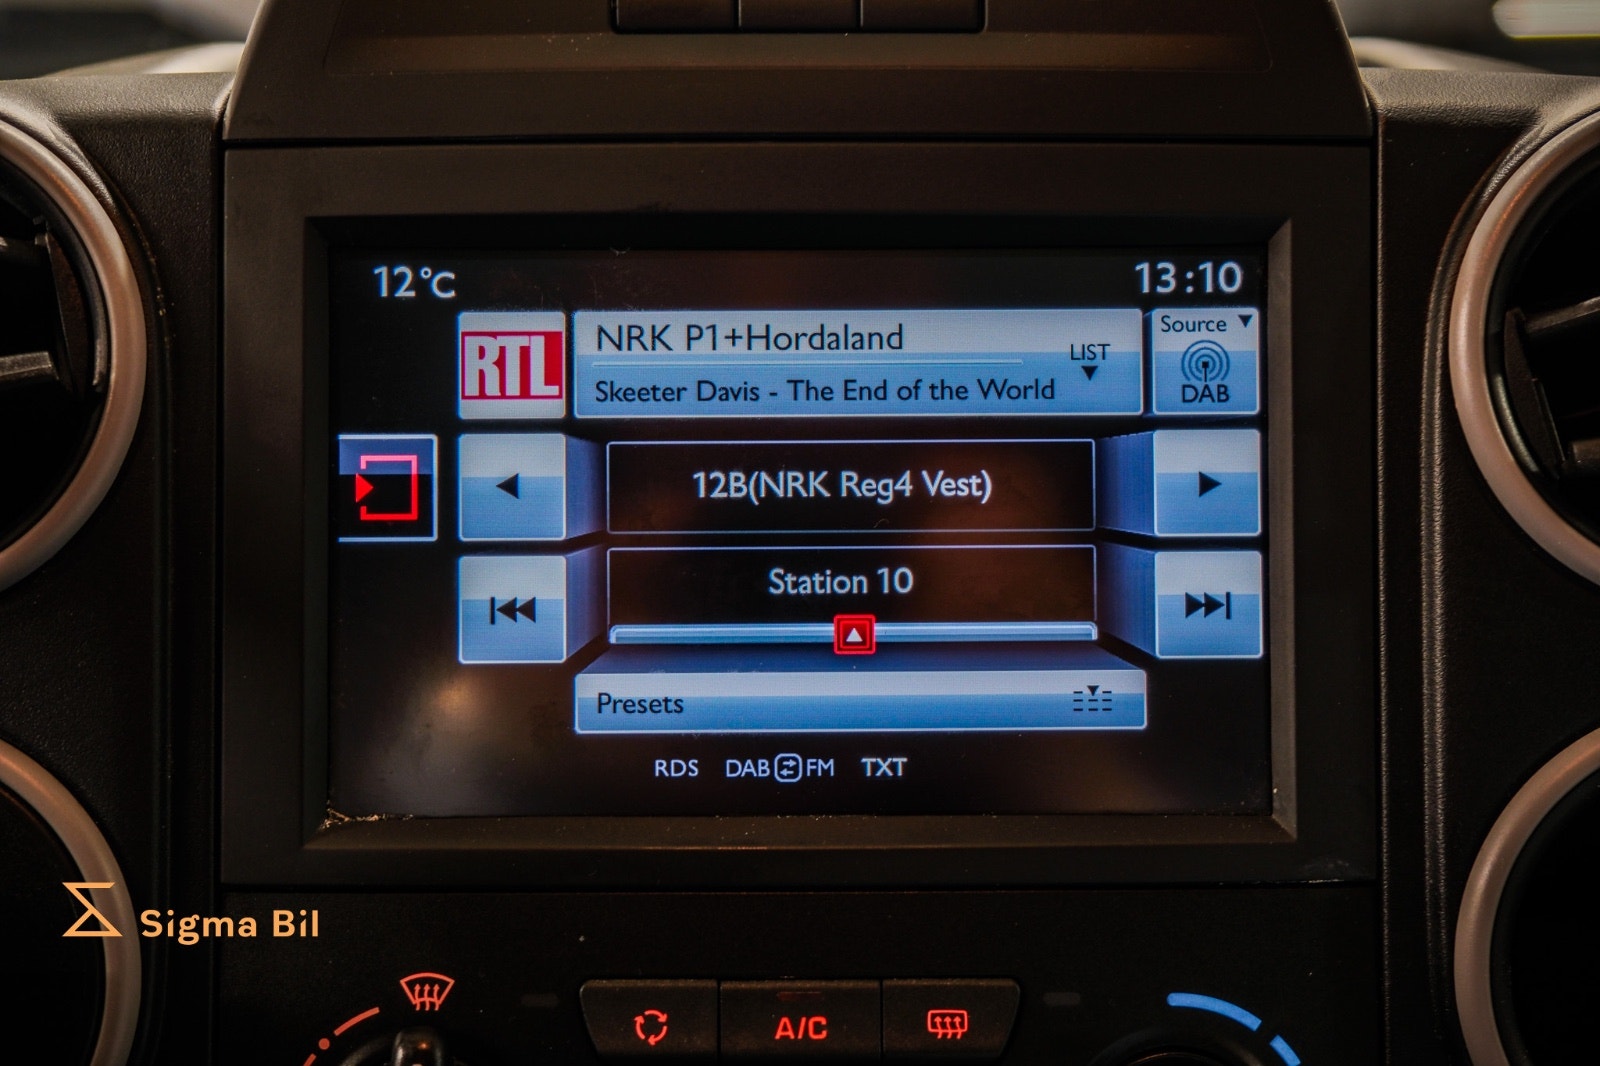 12°C
13:10
RTL
NRK P1+Hordaland
LIST
Source
Skeeter Davis - The End of the World
DAB
12B(NRK Reg4 Vest)
Station 10
Presets
RDS DAB FM TXT
Sigma Bil
A/C